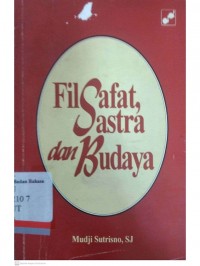 Filsafat,
Sastra
dan Budaya
Mudji Sutrisno, SJ